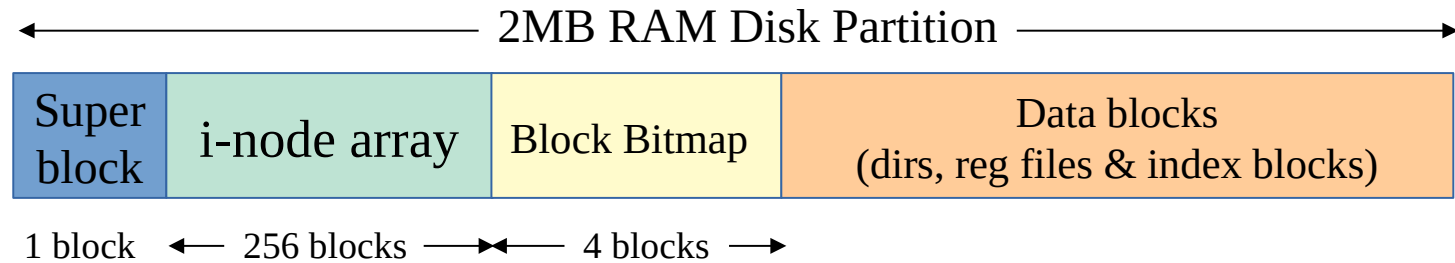 2MB RAM Disk Partition
Super
block
i-node array
Block Bitmap
Data blocks
(dirs, reg files & index blocks)
1 block
256 blocks
4 blocks